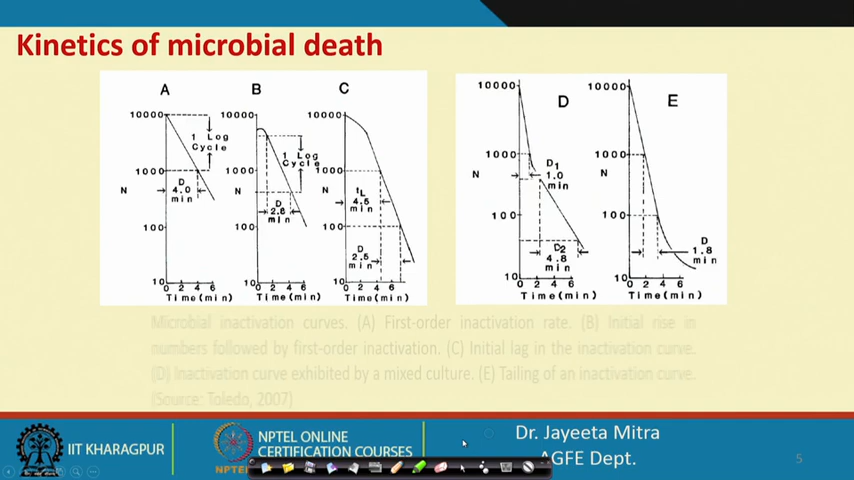 Kinetics of microbial death
A
10000
1 Log
Cycle
1000
N
D
4.0
min
100
10
0 2 4 6
Time(min)
B
10000
1 Log
Cycle
1000
N
D
2.8
min
100
10
0 2 4 6
Time(min)
C
10000
1000
N
tL
4.5
min
100
D
2.5
min
10
0 2 4 6
Time(min)
D
10000
1000
N
D1
1.0
min
100
D2
4.8
min
10
0 2 4 6
Time(min)
E
10000
1000
N
100
D
1.8
min
10
0 2 4 6
Time(min)
Microbial inactivation curves. (A) First-order inactivation rate. (B) Initial rise in
numbers followed by first-order inactivation. (C) Initial lag in the inactivation curve.
(D) Inactivation curve exhibited by a mixed culture. (E) Tailing of an inactivation curve.
(Source: Toledo, 2007)
IIT KHARAGPUR
NPTEL
NPTEL ONLINE
CERTIFICATION COURSES
Dr. Jayeeta Mitra
AGFE Dept.
5